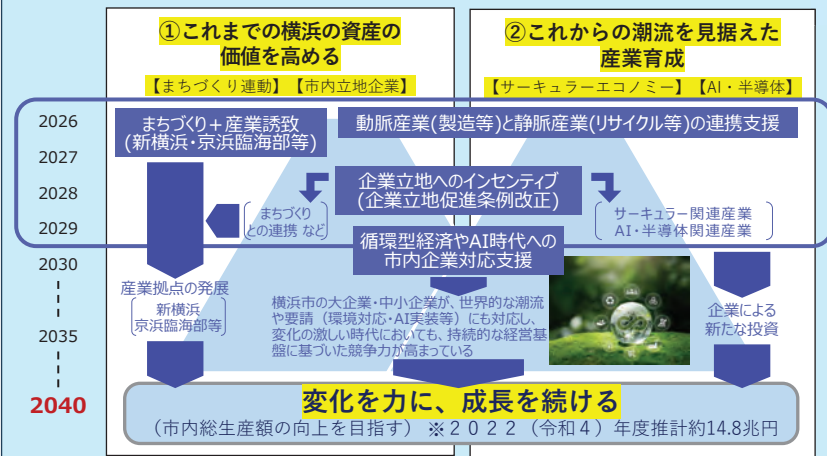 ①これまでの横浜の資産の
価値を高める
【まちづくり連動】【市内立地企業】
②これからの潮流を見据えた
産業育成
【サーキュラーエコノミー】【AI・半導体】
2026
2027
2028
2029
2030
2035
2040
まちづくり+産業誘致
(新横浜・京浜臨海部等)
動脈産業(製造等)と静脈産業(リサイクル等)の連携支援
企業立地へのインセンティブ
(企業立地促進条例改正)
まちづくり
との連携 など
サーキュラー関連産業
AI・半導体関連産業
循環型経済やAI時代への
市内企業対応支援
産業拠点の発展
新横浜
京浜臨海部等
横浜市の大企業・中小企業が、世界的な潮流
や要請（環境対応・AI実装等）にも対応し、
変化の激しい時代においても、持続的な経営基
盤に基づいた競争力が高まっている
企業による
新たな投資
変化を力に、成長を続ける
(市内総生産額の向上を目指す) ※２０２２（令和４）年度推計約14.8兆円